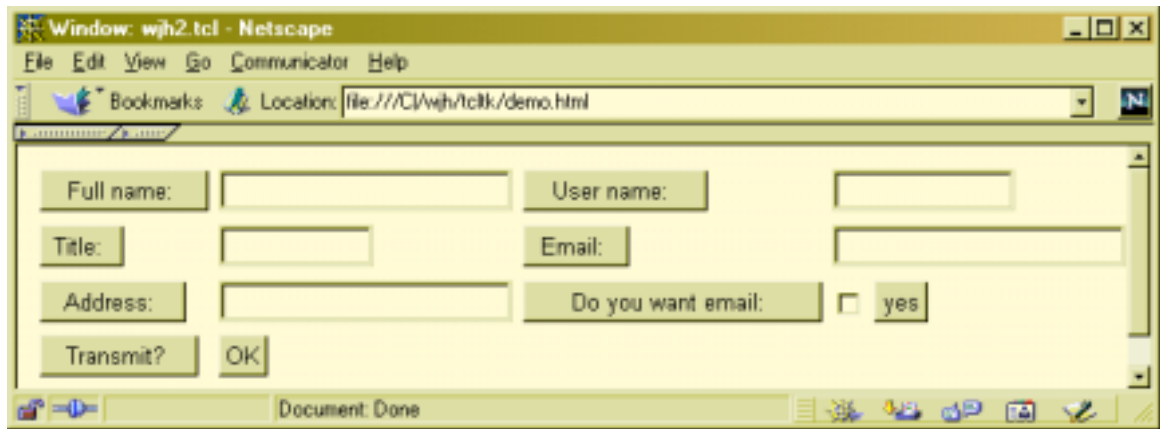 Window: wjh2.tcl - Netscape
File Edit View Go Communicator Help
Bookmarks Location: file:///C|/wjh/tcltk/demo.html
N
Full name: User name:
Title: Email:
Address: Do you want email: yes
Transmit? OK
Document: Done